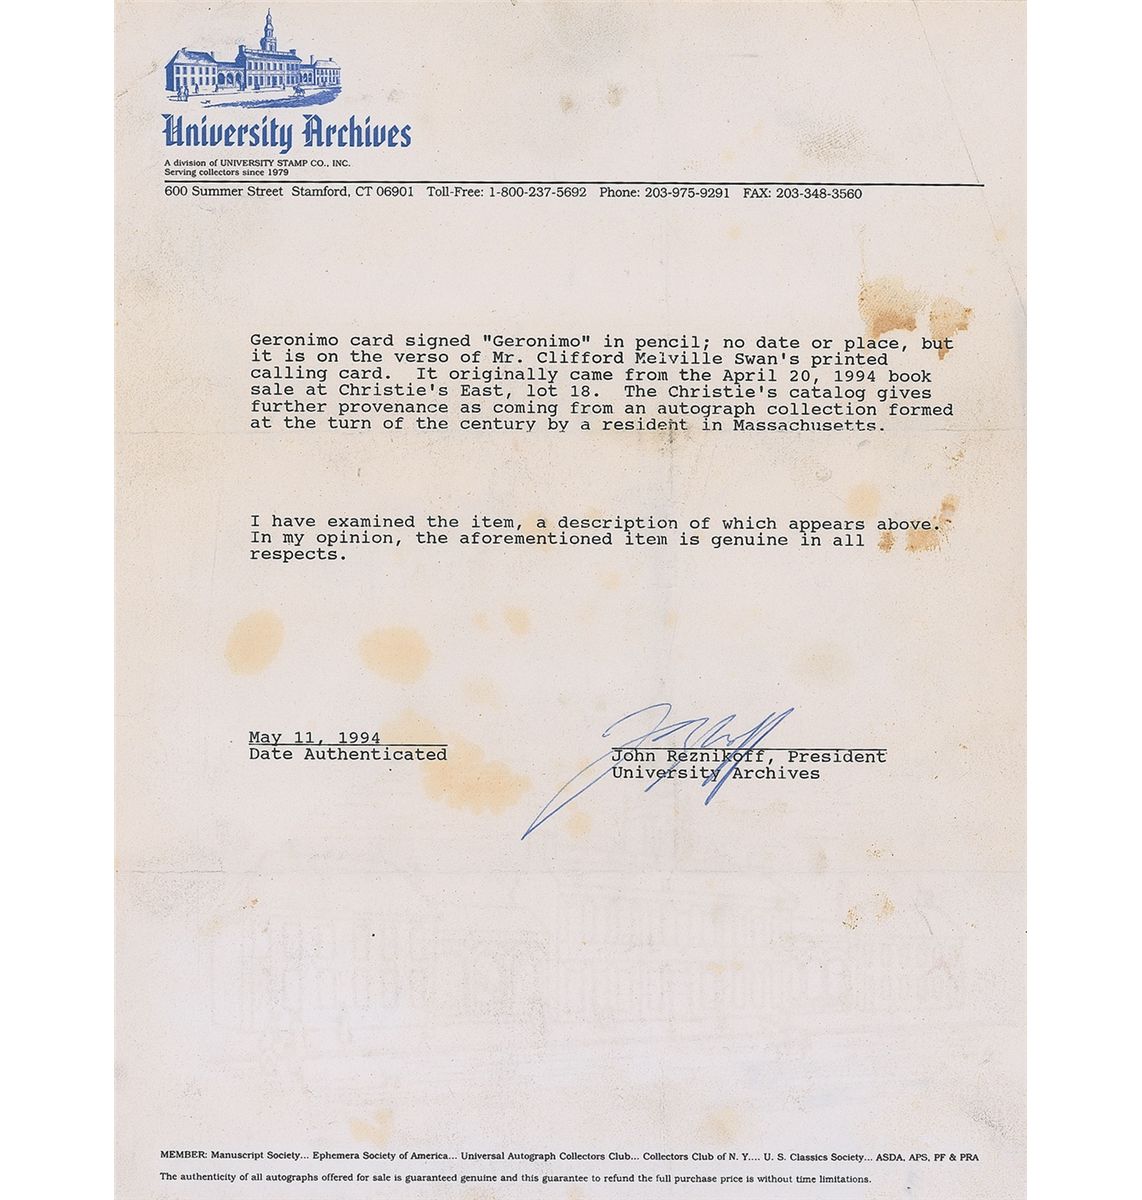 University Archives
A division of UNIVERSITY STAMP CO., INC.
Serving collectors since 1979
600 Summer Street Stamford, CT 06901 Toll-Free: 1-800-237-5692 Phone: 203-975-9291 FAX: 203-348-3560
Geronimo card signed "Geronimo" in pencil; no date or place, but
it is on the verso of Mr. Clifford Melville Swan's printed
calling card. It originally came from the April 20, 1994 book
sale at Christie's East, lot 18. The Christie's catalog gives
further provenance as coming from an autograph collection formed
at the turn of the century by a resident in Massachusetts.
I have examined the item, a description of which appears above.
In my opinion, the aforementioned item is genuine in all
respects.
May 11, 1994
Date Authenticated
John Reznikoff, President
University Archives
MEMBER: Manuscript Society... Ephemera Society of America... Universal Autograph Collectors Club... Collectors Club of N. Y.... U. S. Classics Society... ASDA, APS, PF & PRA
The authenticity of all autographs offered for sale is guaranteed genuine and this guarantee to refund the full purchase price is without time limitations.